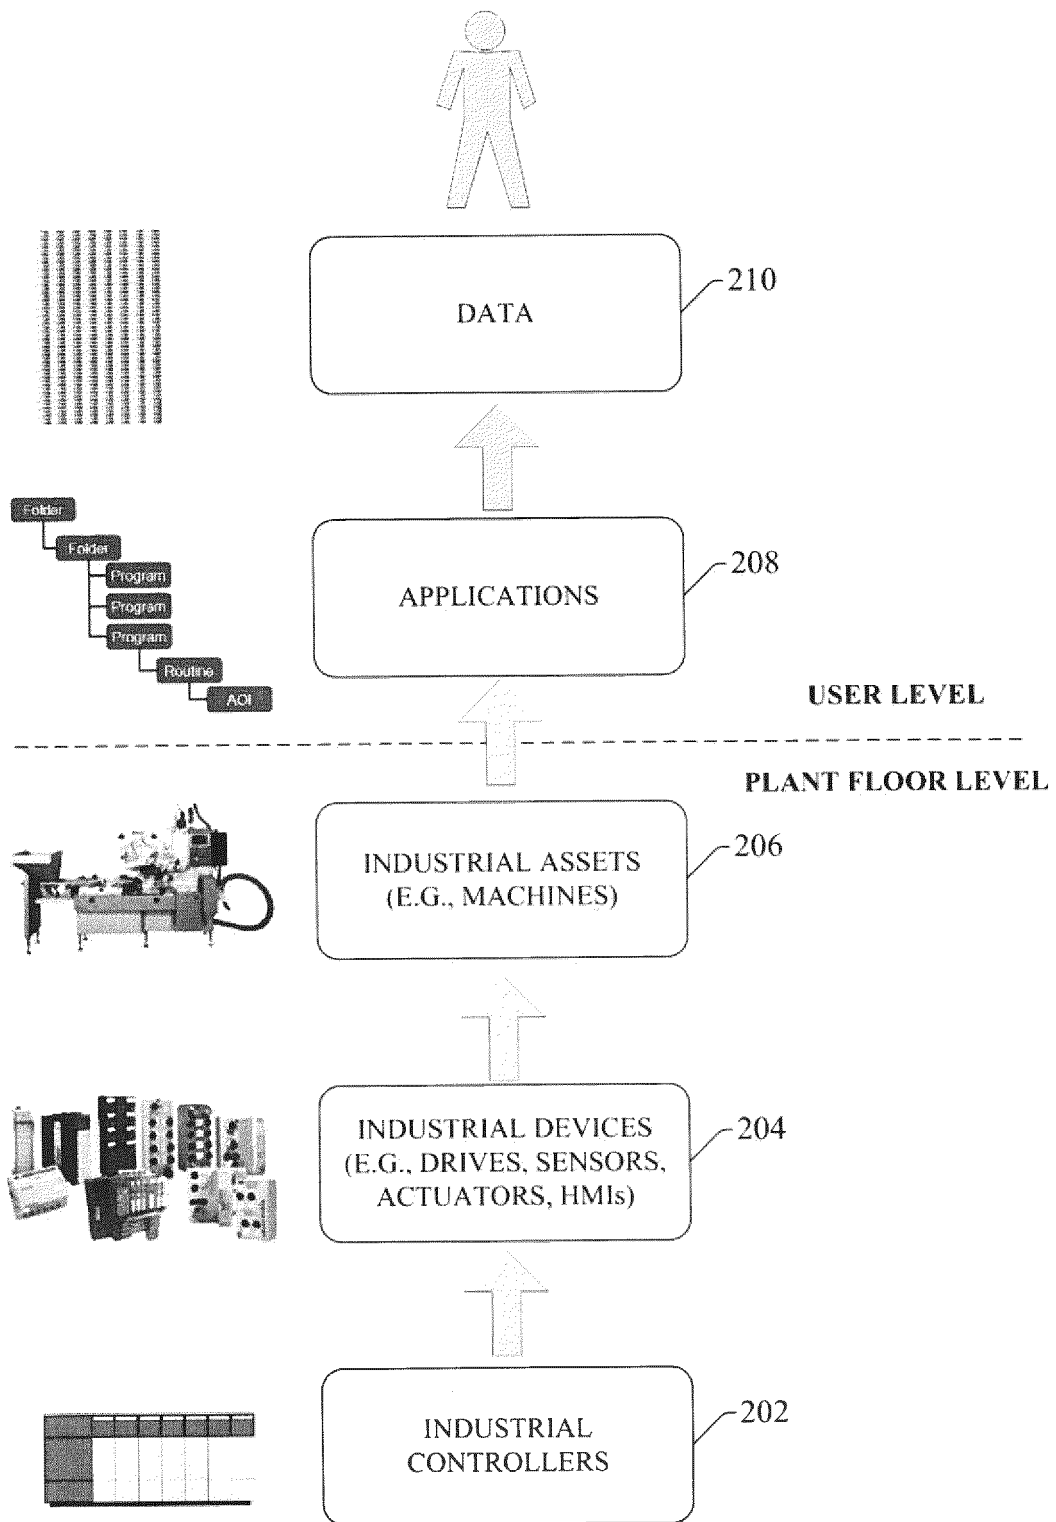 DATA
210
Folder
Folder
Program
Program
Program
Routine
AOI
APPLICATIONS
208
USER LEVEL
PLANT FLOOR LEVEL
INDUSTRIAL ASSETS
(E.G., MACHINES)
206
INDUSTRIAL DEVICES
(E.G., DRIVES, SENSORS,
ACTUATORS, HMIs)
204
INDUSTRIAL
CONTROLLERS
202